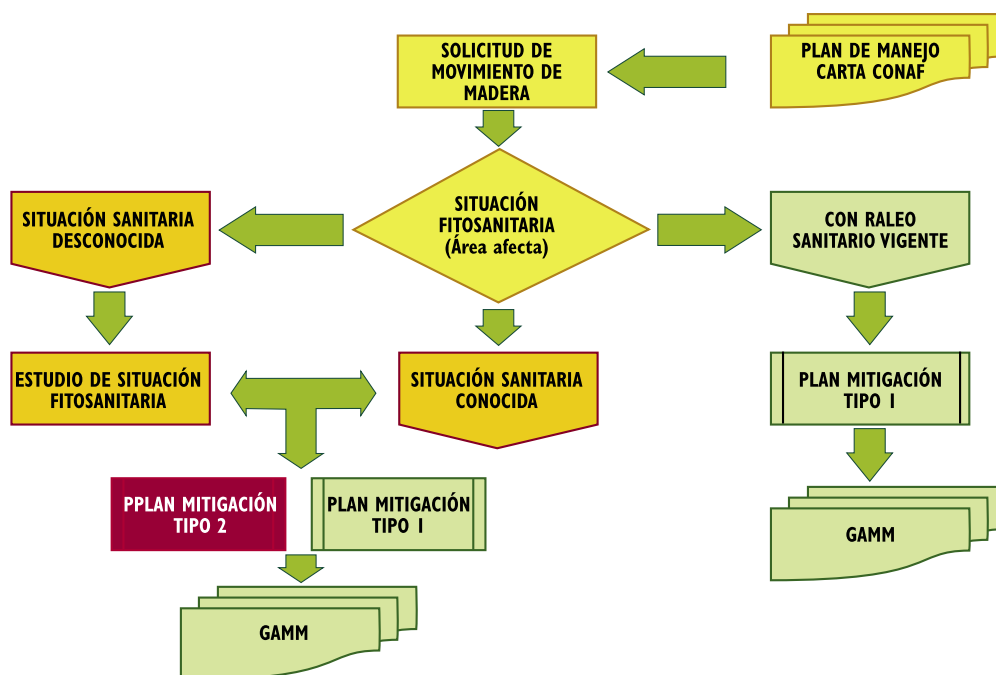 SOLICITUD DE
MOVIMIENTO DE
MADERA
PLAN DE MANEJO
CARTA CONAF
SITUACIÓN SANITARIA
DESCONOCIDA
SITUACIÓN
FITOSANITARIA
(Área afecta)
CON RALEO
SANITARIO VIGENTE
ESTUDIO DE SITUACIÓN
FITOSANITARIA
SITUACIÓN SANITARIA
CONOCIDA
PLAN MITIGACIÓN
TIPO I
PPLAN MITIGACIÓN
TIPO 2
PLAN MITIGACIÓN
TIPO I
GAMM
GAMM